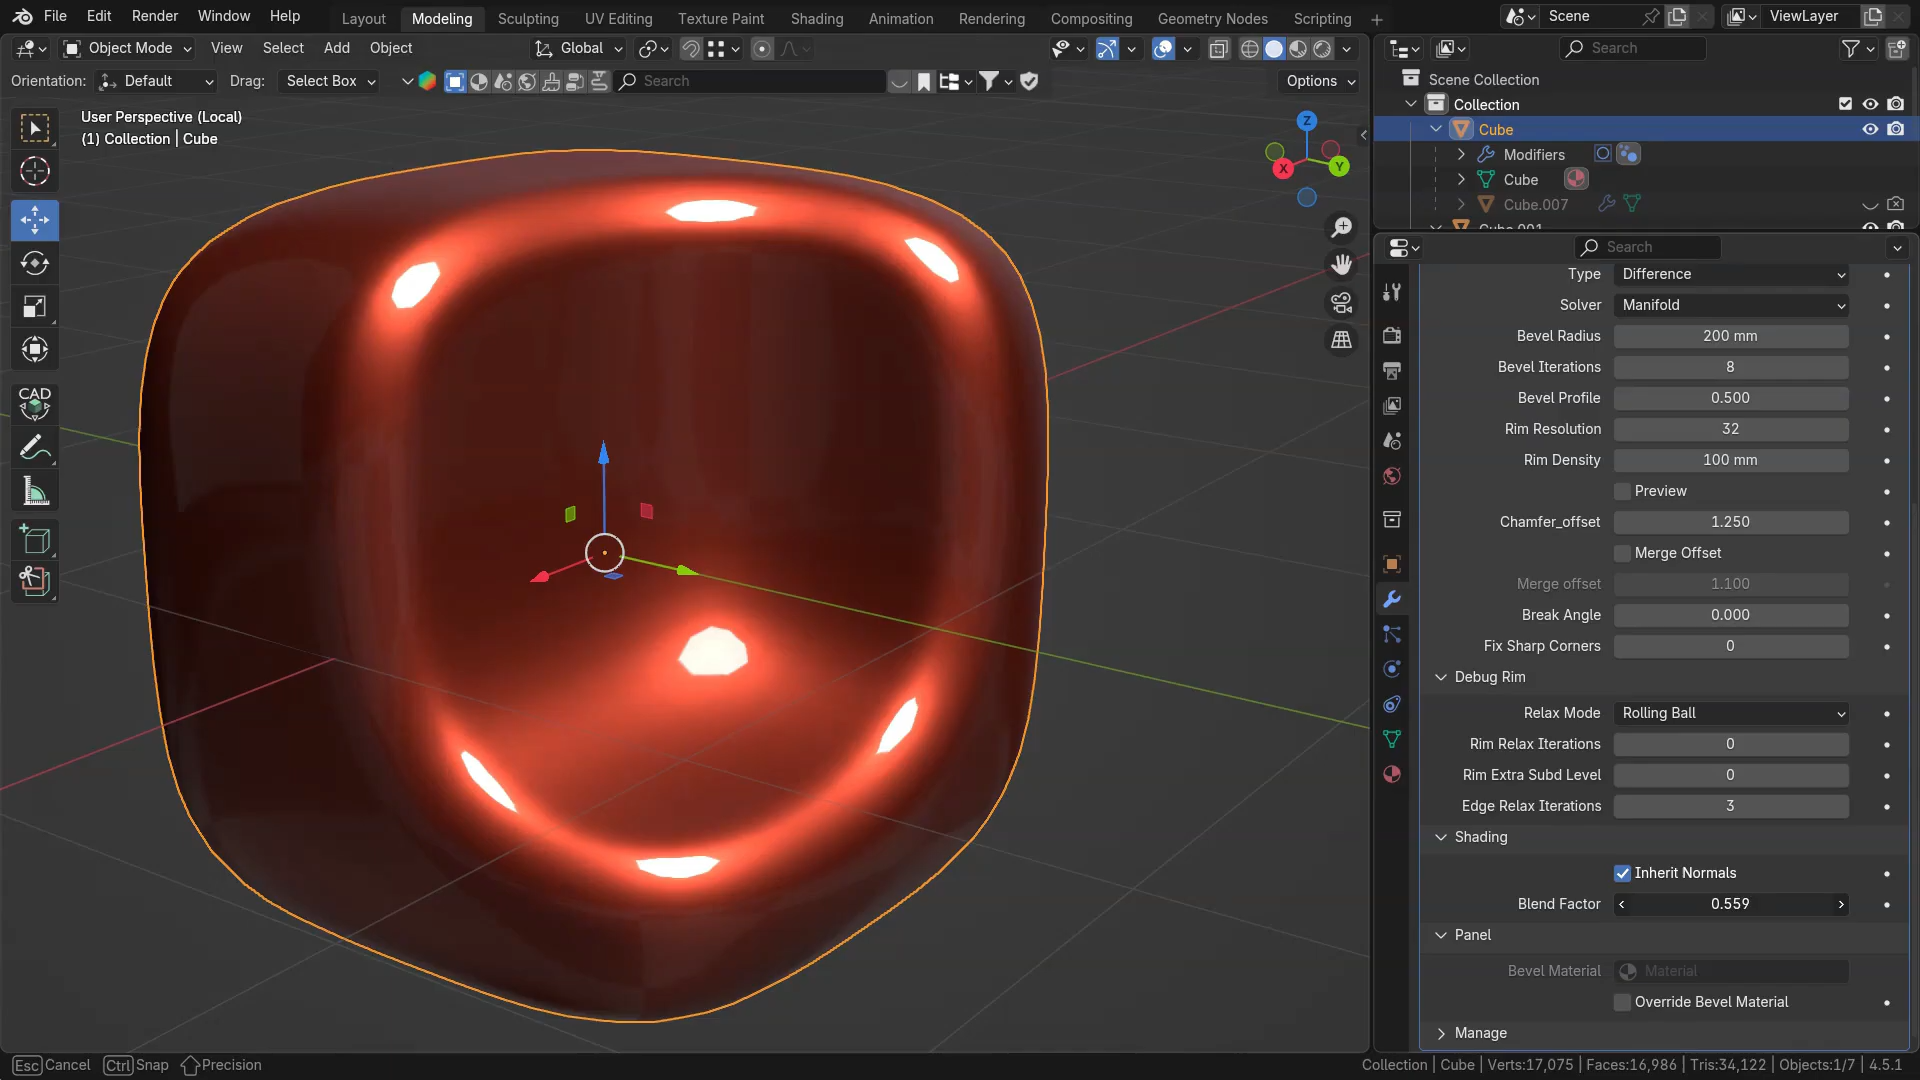 File Edit Render Window Help Layout Modeling Sculpting UV Editing Texture Paint Shading Animation Rendering Compositing Geometry Nodes Scripting + Scene ViewLayer
Object Mode View Select Add Object Global Search
Orientation: Default Drag: Select Box Search Options
User Perspective (Local)
(1) Collection | Cube
Z
Y
X
CAD
Scene Collection
Collection
Cube
Modifiers
Cube
Cube.007
Cube.001
Search
Type Difference
Solver Manifold
Bevel Radius 200 mm
Bevel Iterations 8
Bevel Profile 0.500
Rim Resolution 32
Rim Density 100 mm
Preview
Chamfer_offset 1.250
Merge Offset
Merge offset 1.100
Break Angle 0.000
Fix Sharp Corners 0
Debug Rim
Relax Mode Rolling Ball
Rim Relax Iterations 0
Rim Extra Subd Level 0
Edge Relax Iterations 3
Shading
Inherit Normals
Blend Factor 0.559
Panel
Bevel Material Material
Override Bevel Material
Manage
Esc Cancel Ctrl Snap Precision
Collection | Cube | Verts:17,075 | Faces:16,986 | Tris:34,122 | Objects:1/7 | 4.5.1